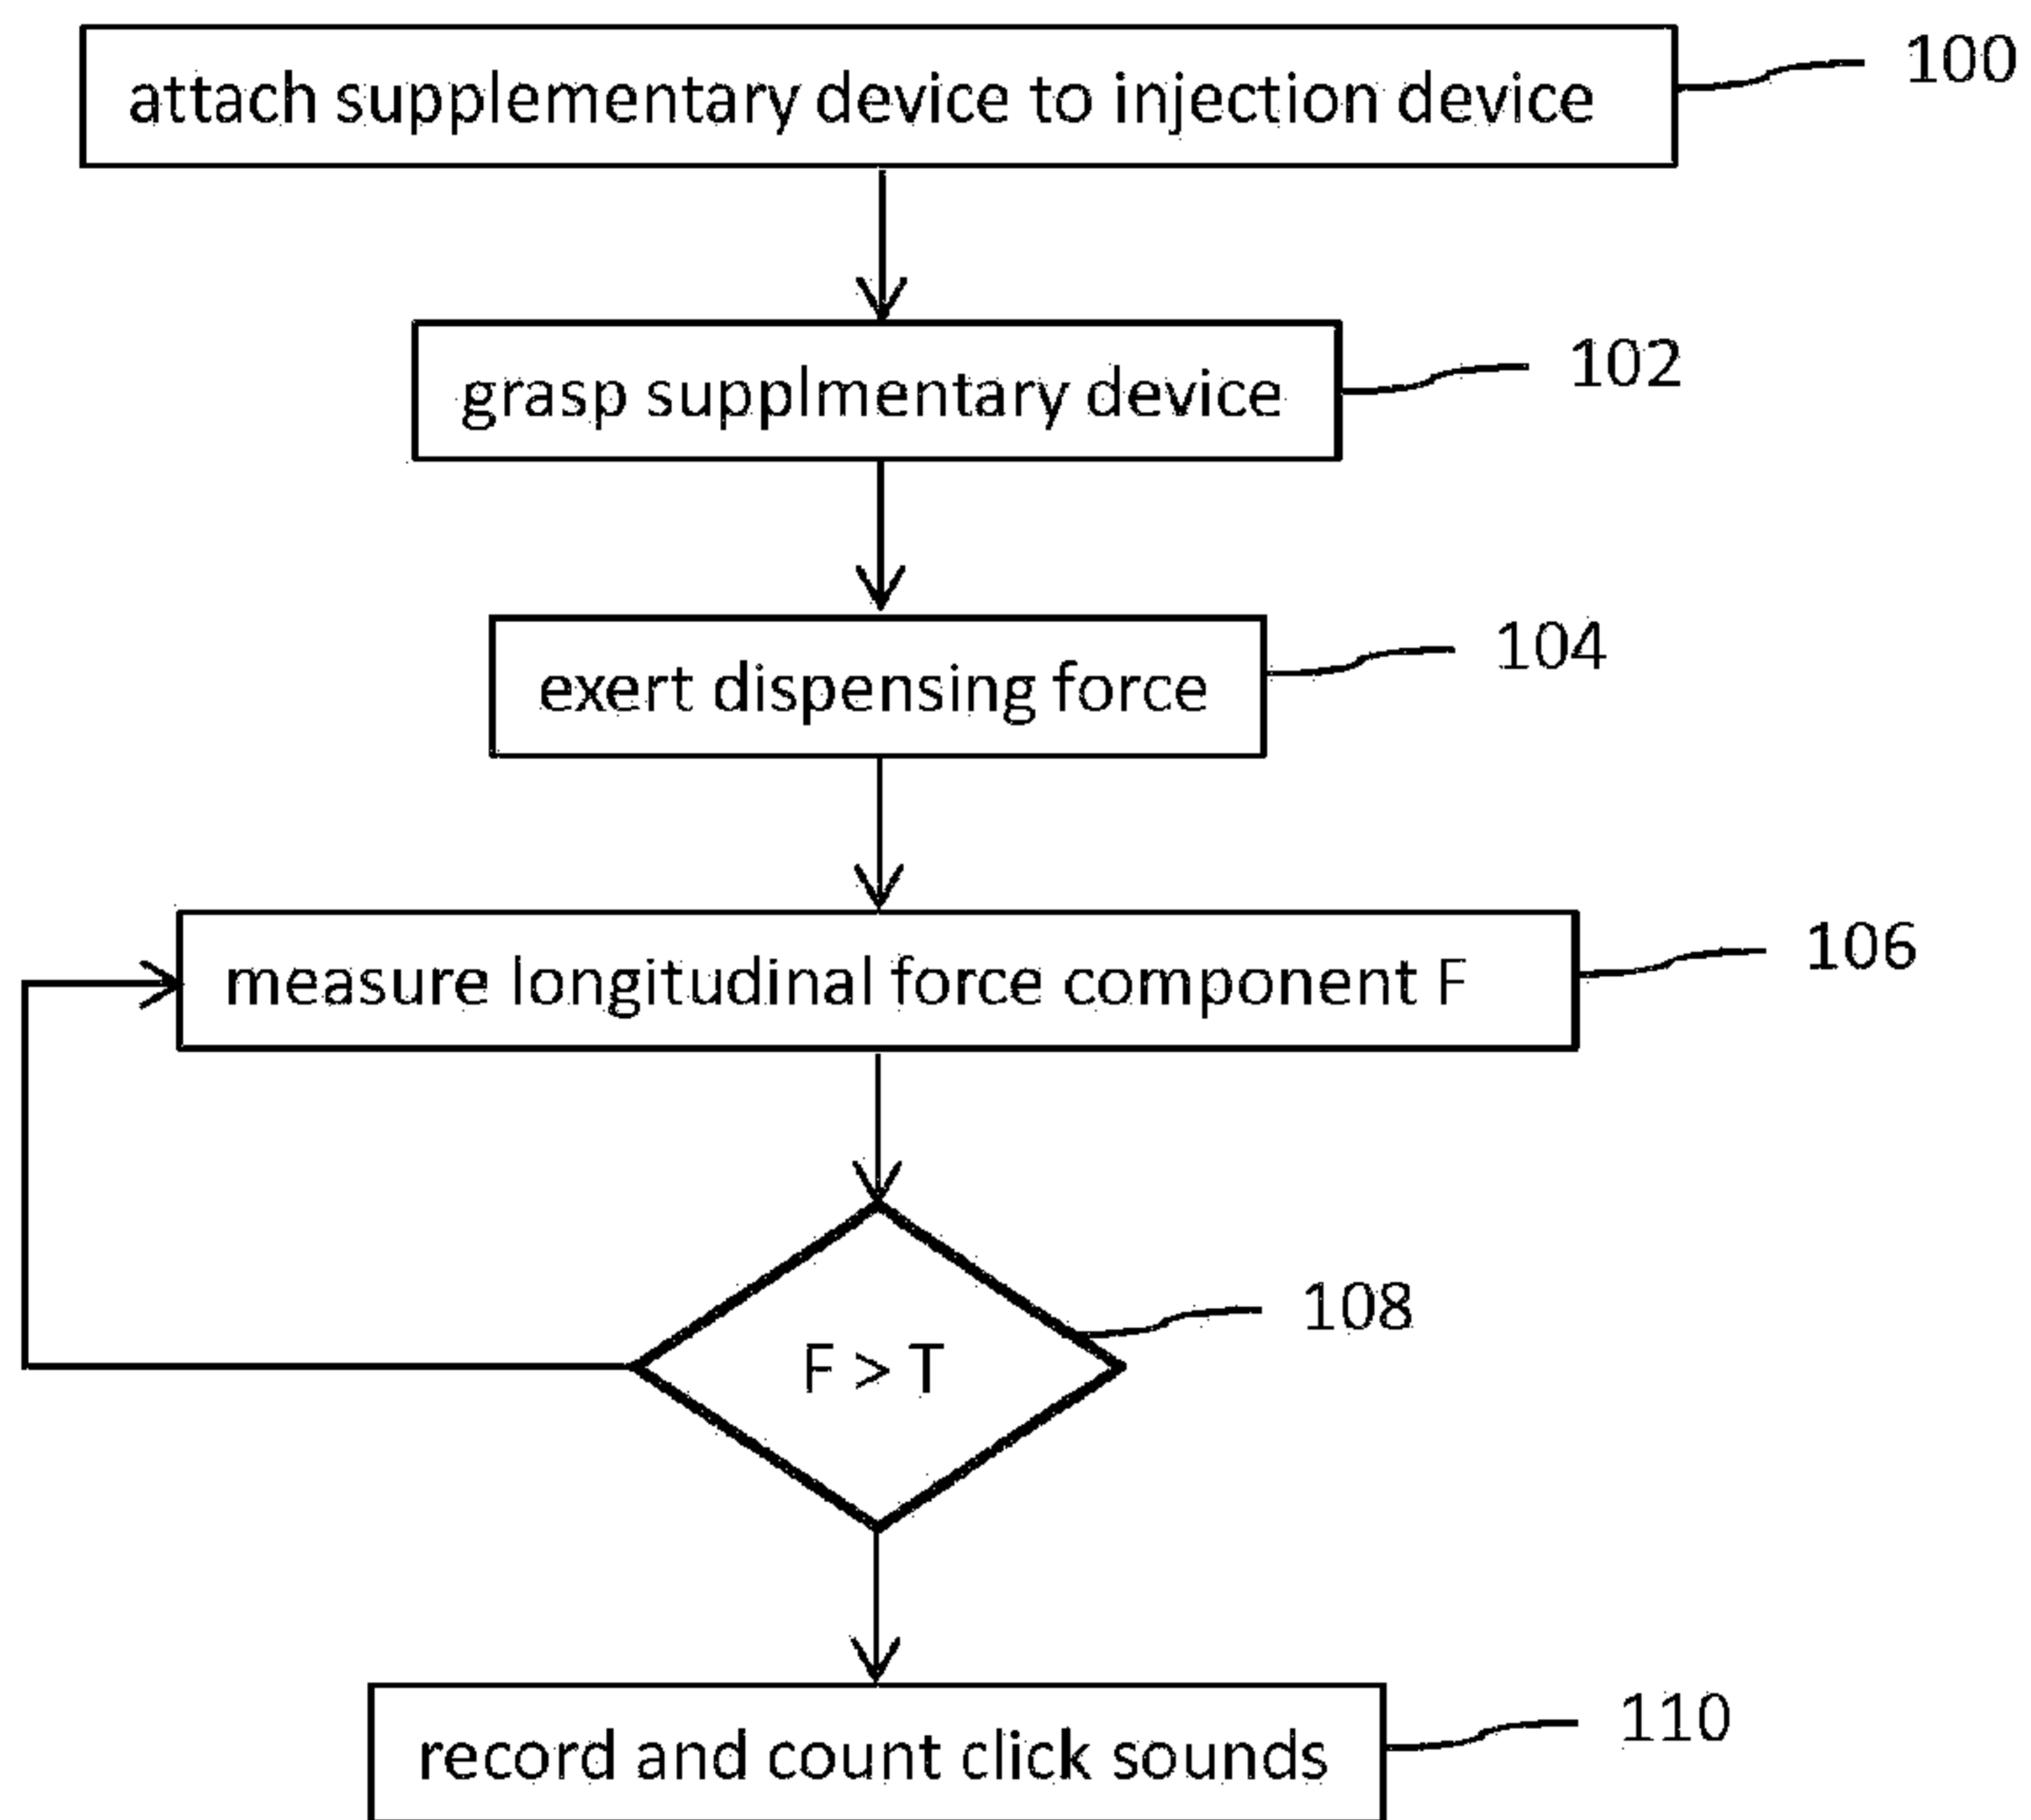 attach supplementary device to injection device
100
grasp supplmentary device
102
exert dispensing force
104
measure longitudinal force component F
106
F > T
108
record and count click sounds
110